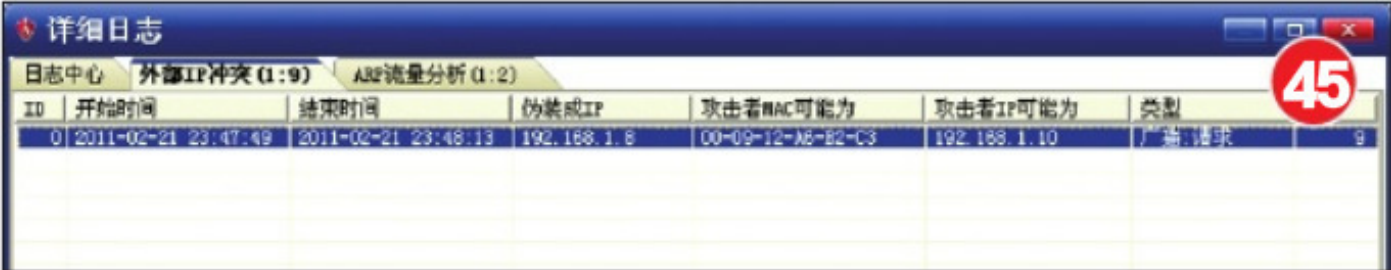 详细日志
45
日志中心 外部IP冲突(1:9) ARP流量分析(1:2)
ID 开始时间 结束时间 伪装成IP 攻击者MAC可能为 攻击者IP可能为 类型
0 2011-02-21 23:47:49 2011-02-21 23:48:13 192.168.1.8 00-09-12-A6-B2-C3 192.168.1.10 广播:请求 9